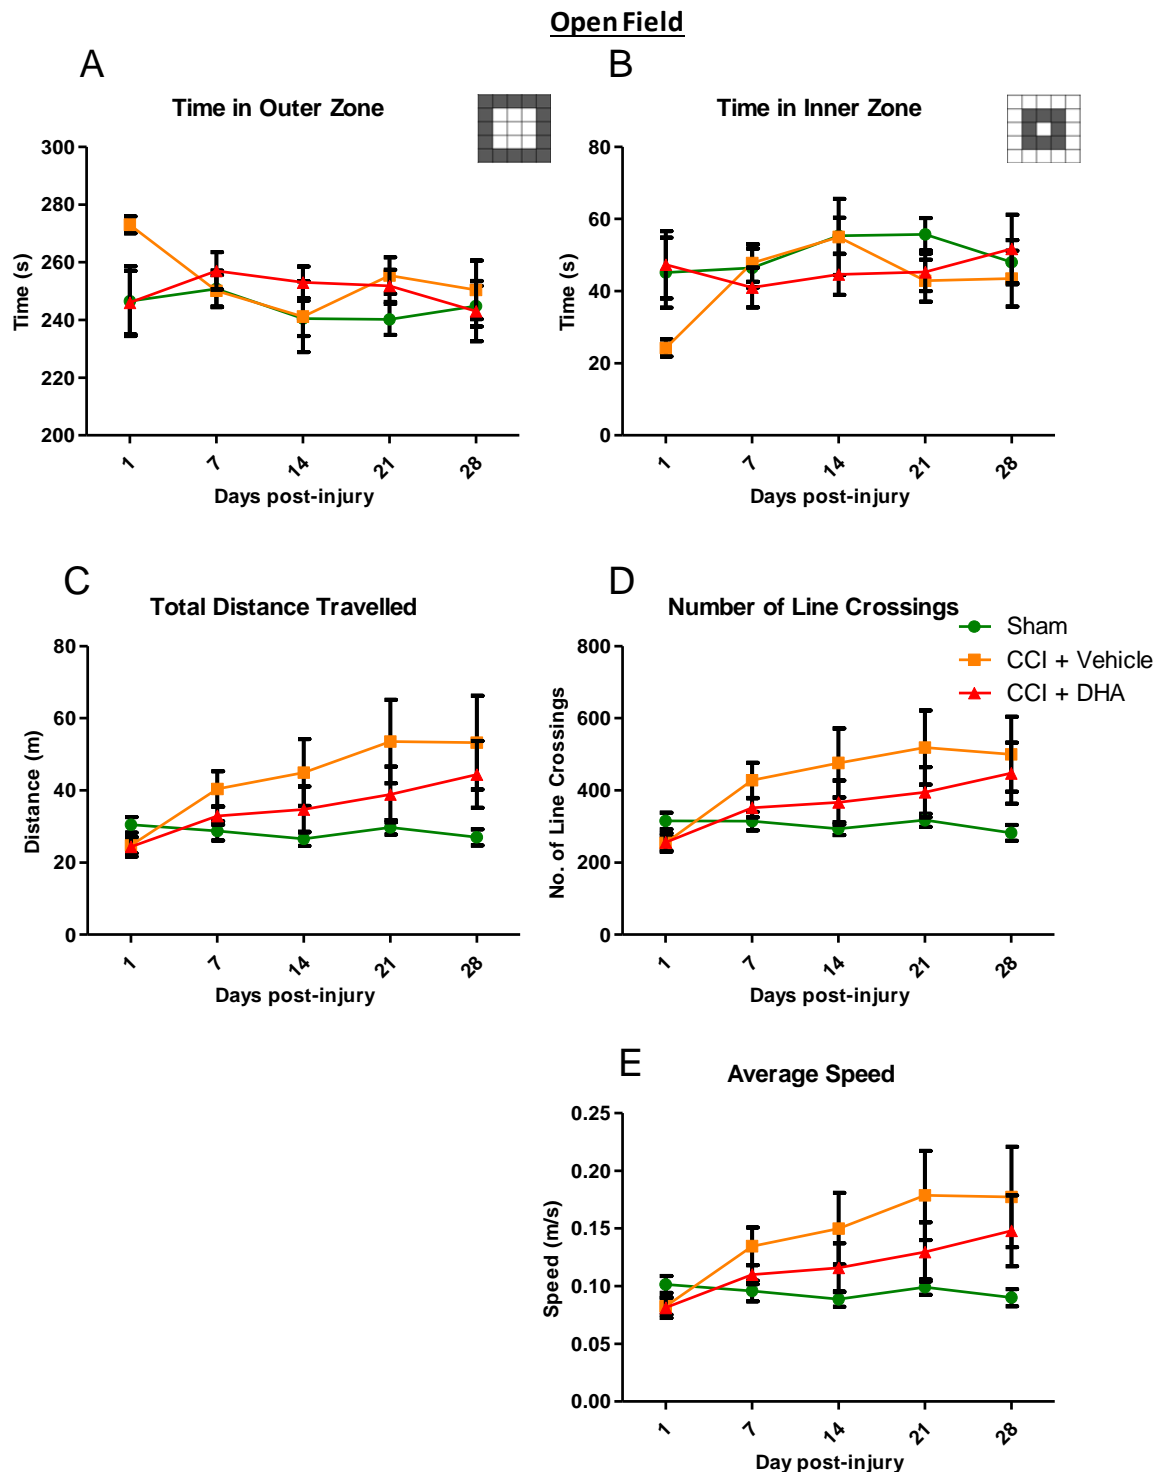 Open Field
A
Time in Outer Zone
300
280
260
240
220
200
Time (s)
1
7
14
21
28
Days post-injury
B
Time in Inner Zone
80
60
40
20
0
Time (s)
1
7
14
21
28
Days post-injury
C
Total Distance Travelled
80
60
40
20
0
Distance (m)
1
7
14
21
28
Days post-injury
D
Number of Line Crossings
Sham
CCI + Vehicle
CCI + DHA
800
600
400
200
0
No. of Line Crossings
1
7
14
21
28
Days post-injury
E
Average Speed
0.25
0.20
0.15
0.10
0.05
0.00
Speed (m/s)
1
7
14
21
28
Day post-injury